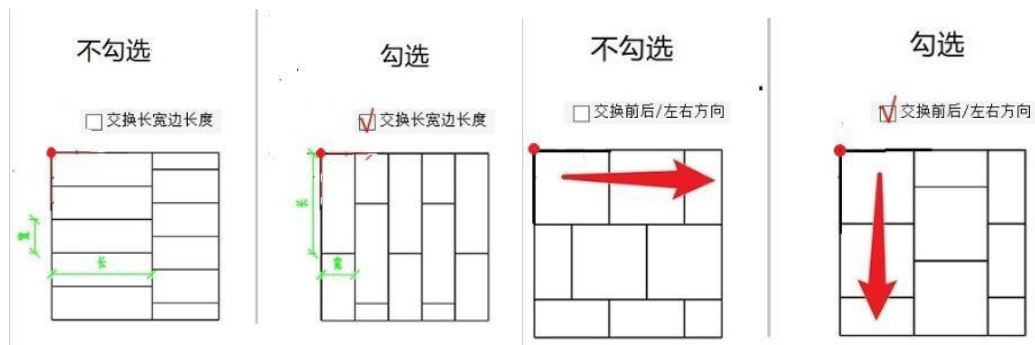 不勾选
交换长宽边长度
宽
长
勾选
交换长宽边长度
长
宽
不勾选
交换前后/左右方向
勾选
交换前后/左右方向